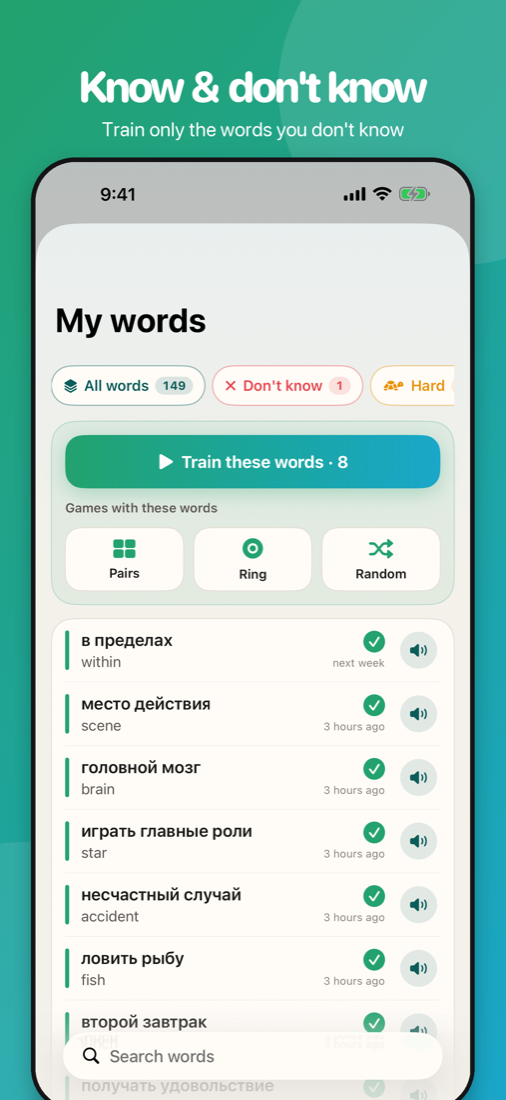 Know & don't know
Train only the words you don't know
9:41
My words
All words 149
Don't know 1
Hard
Train these words · 8
Games with these words
Pairs
Ring
Random
в пределах
within
next week
место действия
scene
3 hours ago
головной мозг
brain
3 hours ago
играть главные роли
star
3 hours ago
несчастный случай
accident
3 hours ago
ловить рыбу
fish
3 hours ago
второй завтрак
Search words
получать удовольствие